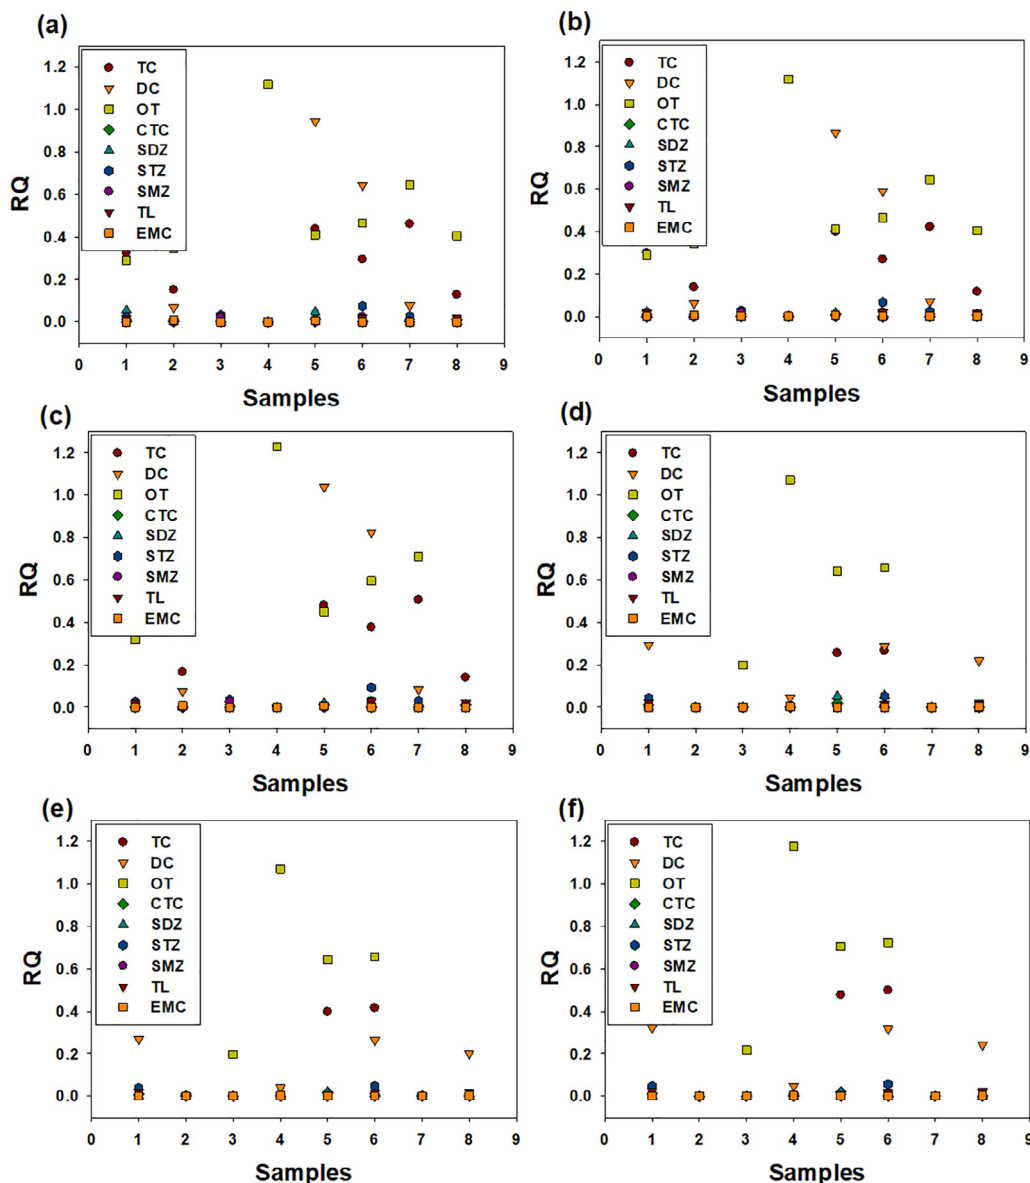 (a)
1.2
1.0
0.8
0.6
0.4
0.2
0.0
RQ
TC
DC
OT
CTC
SDZ
STZ
SMZ
TL
EMC
0 1 2 3 4 5 6 7 8 9
Samples
(b)
1.2
1.0
0.8
0.6
0.4
0.2
0.0
RQ
TC
DC
OT
CTC
SDZ
STZ
SMZ
TL
EMC
0 1 2 3 4 5 6 7 8 9
Samples
(c)
1.2
1.0
0.8
0.6
0.4
0.2
0.0
RQ
TC
DC
OT
CTC
SDZ
STZ
SMZ
TL
EMC
0 1 2 3 4 5 6 7 8 9
Samples
(d)
1.2
1.0
0.8
0.6
0.4
0.2
0.0
RQ
TC
DC
OT
CTC
SDZ
STZ
SMZ
TL
EMC
0 1 2 3 4 5 6 7 8 9
Samples
(e)
1.2
1.0
0.8
0.6
0.4
0.2
0.0
RQ
TC
DC
OT
CTC
SDZ
STZ
SMZ
TL
EMC
0 1 2 3 4 5 6 7 8 9
Samples
(f)
1.2
1.0
0.8
0.6
0.4
0.2
0.0
RQ
TC
DC
OT
CTC
SDZ
STZ
SMZ
TL
EMC
0 1 2 3 4 5 6 7 8 9
Samples